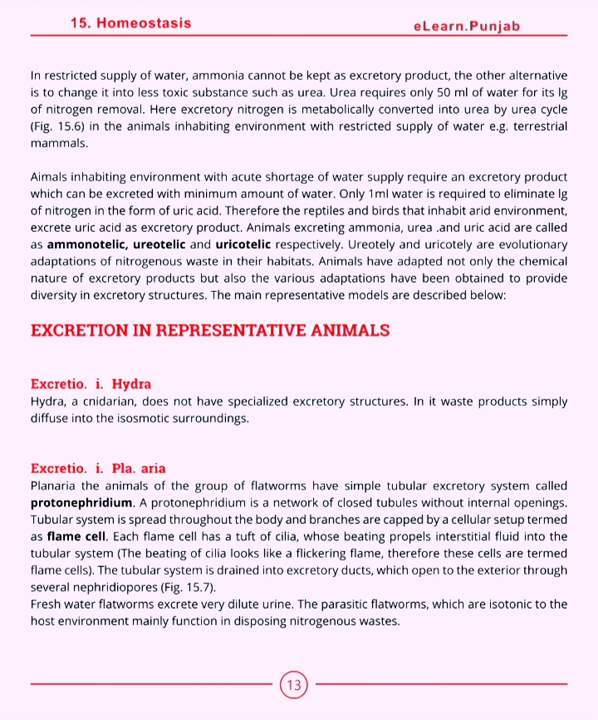 15. Homeostasis
eLearn.Punjab
In restricted supply of water, ammonia cannot be kept as excretory product, the other alternative
is to change it into less toxic substance such as urea. Urea requires only 50 ml of water for its lg
of nitrogen removal. Here excretory nitrogen is metabolically converted into urea by urea cycle
(Fig. 15.6) in the animals inhabiting environment with restricted supply of water e.g. terrestrial
mammals.
Aimals inhabiting environment with acute shortage of water supply require an excretory product
which can be excreted with minimum amount of water. Only 1ml water is required to eliminate lg
of nitrogen in the form of uric acid. Therefore the reptiles and birds that inhabit arid environment,
excrete uric acid as excretory product. Animals excreting ammonia, urea .and uric acid are called
as ammonotelic, ureotelic and uricotelic respectively. Ureotely and uricotely are evolutionary
adaptations of nitrogenous waste in their habitats. Animals have adapted not only the chemical
nature of excretory products but also the various adaptations have been obtained to provide
diversity in excretory structures. The main representative models are described below:
EXCRETION IN REPRESENTATIVE ANIMALS
Excretio. i. Hydra
Hydra, a cnidarian, does not have specialized excretory structures. In it waste products simply
diffuse into the isosmotic surroundings.
Excretio. i. Pla. aria
Planaria the animals of the group of flatworms have simple tubular excretory system called
protonephridium. A protonephridium is a network of closed tubules without internal openings.
Tubular system is spread throughout the body and branches are capped by a cellular setup termed
as flame cell. Each flame cell has a tuft of cilia, whose beating propels interstitial fluid into the
tubular system (The beating of cilia looks like a flickering flame, therefore these cells are termed
flame cells). The tubular system is drained into excretory ducts, which open to the exterior through
several nephridiopores (Fig. 15.7).
Fresh water flatworms excrete very dilute urine. The parasitic flatworms, which are isotonic to the
host environment mainly function in disposing nitrogenous wastes.
13